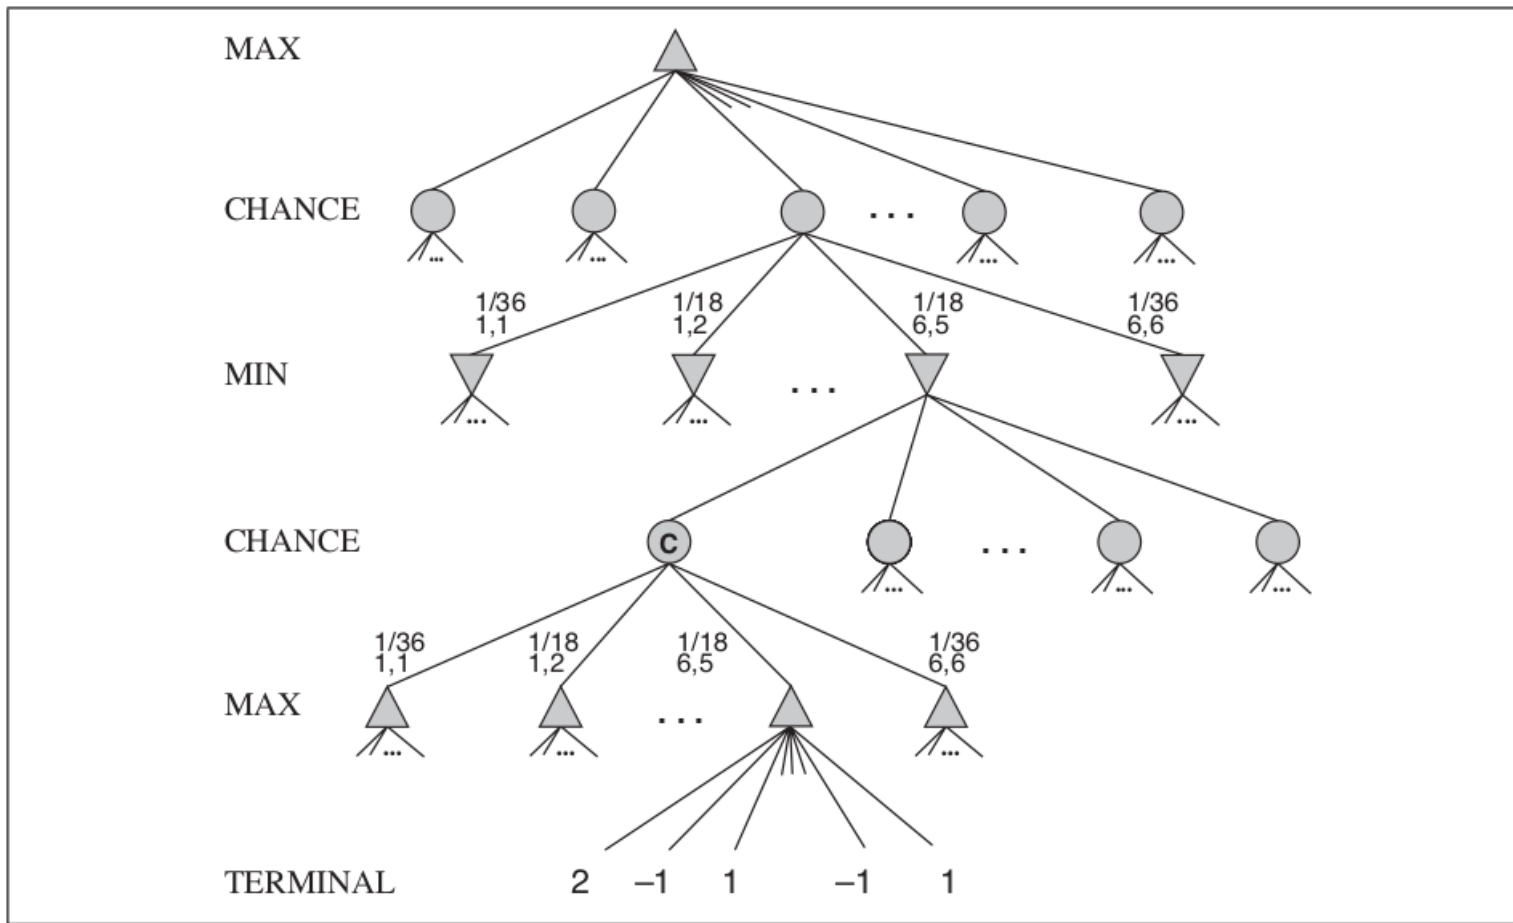 MAX
CHANCE
. . .
... ... ... ... ...
1/36 1/18 1/18 1/36
1,1 1,2 6,5 6,6
MIN
. . .
... ... ...
CHANCE
C
. . .
... ... ...
1/36 1/18 1/18 1/36
1,1 1,2 6,5 6,6
MAX
. . .
... ... ...
TERMINAL 2 –1 1 –1 1